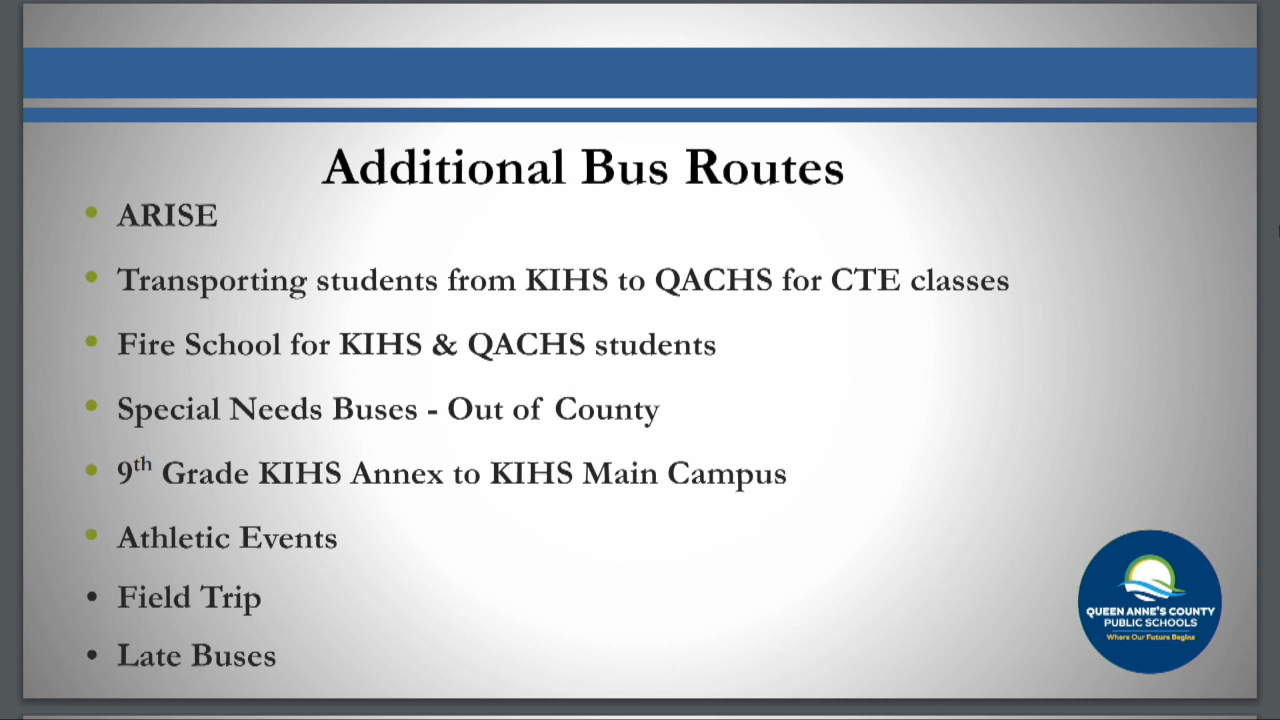 Additional Bus Routes
• ARISE
• Transporting students from KIHS to QACHS for CTE classes
• Fire School for KIHS & QACHS students
• Special Needs Buses - Out of County
• 9th Grade KIHS Annex to KIHS Main Campus
• Athletic Events
• Field Trip
• Late Buses
QUEEN ANNE'S COUNTY
PUBLIC SCHOOLS
Where Our Future Begins